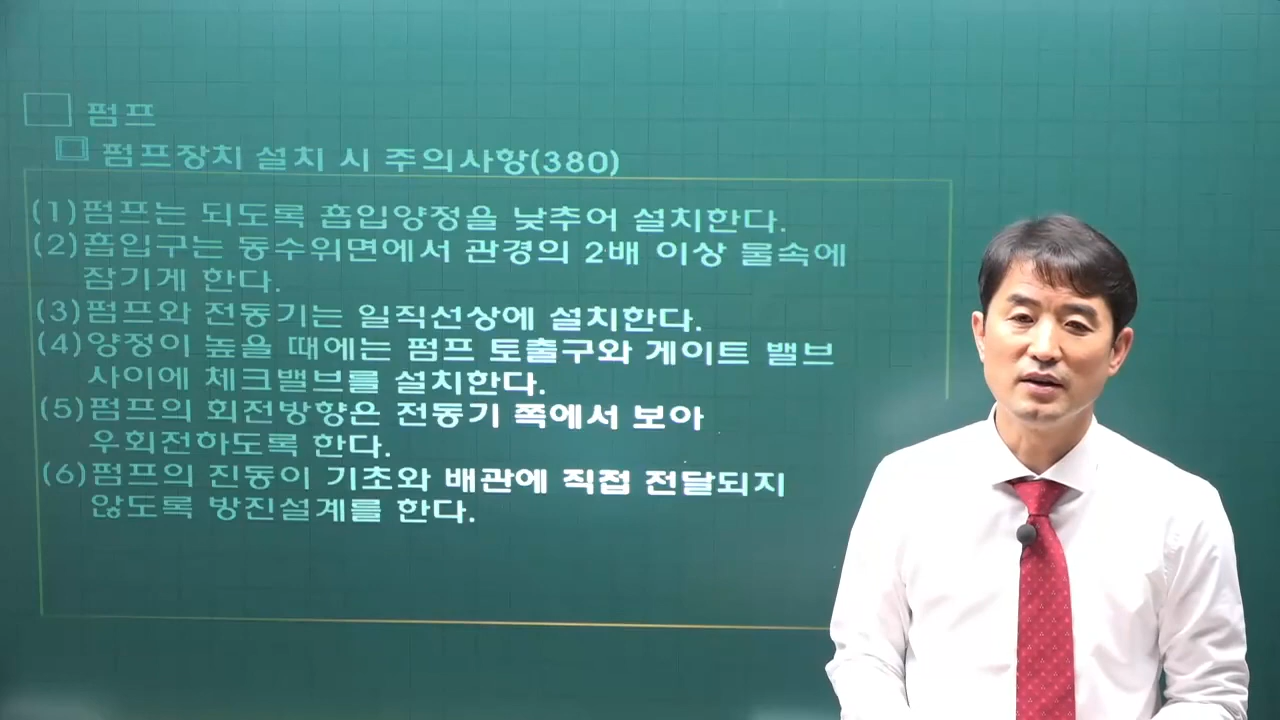 펌프
펌프장치 설치 시 주의사항(380)
(1)펌프는 되도록 흡입양정을 낮추어 설치한다.
(2)흡입구는 동수위면에서 관경의 2배 이상 물속에
잠기게 한다.
(3)펌프와 전동기는 일직선상에 설치한다.
(4)양정이 높을 때에는 펌프 토출구와 게이트 밸브
사이에 체크밸브를 설치한다.
(5)펌프의 회전방향은 전동기 쪽에서 보아
우회전하도록 한다.
(6)펌프의 진동이 기초와 배관에 직접 전달되지
않도록 방진설계를 한다.